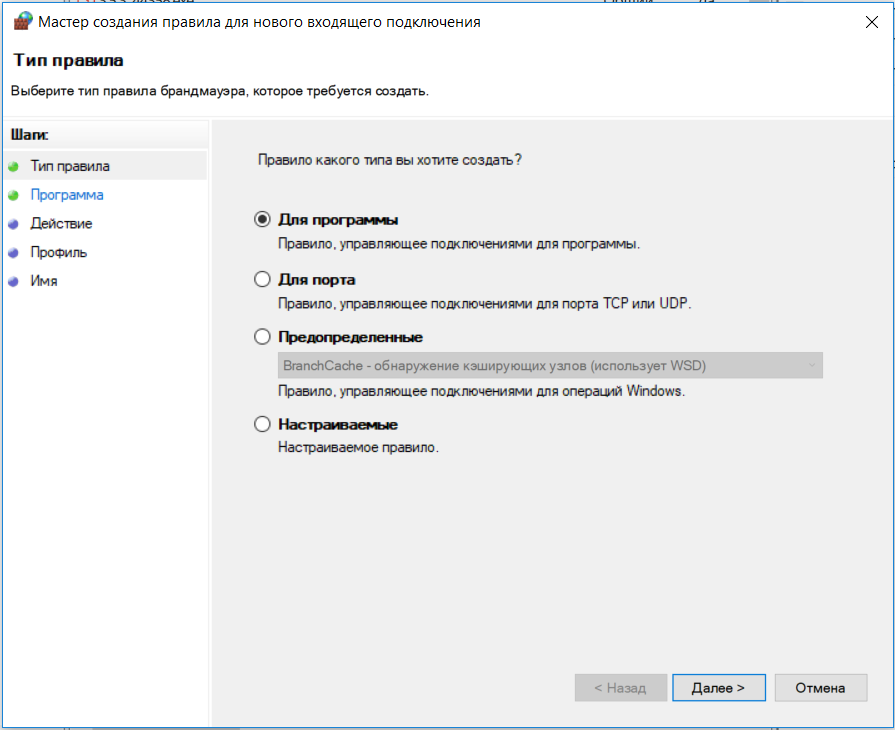 Мастер создания правила для нового входящего подключения
Тип правила
Выберите тип правила брандмауэра, которое требуется создать.
Шаги:
Тип правила
Программа
Действие
Профиль
Имя
Правило какого типа вы хотите создать?
Для программы
Правило, управляющее подключениями для программы.
Для порта
Правило, управляющее подключениями для порта TCP или UDP.
Предопределенные
BranchCache - обнаружение кэширующих узлов (использует WSD)
Правило, управляющее подключениями для операций Windows.
Настраиваемые
Настраиваемое правило.
< Назад
Далее >
Отмена